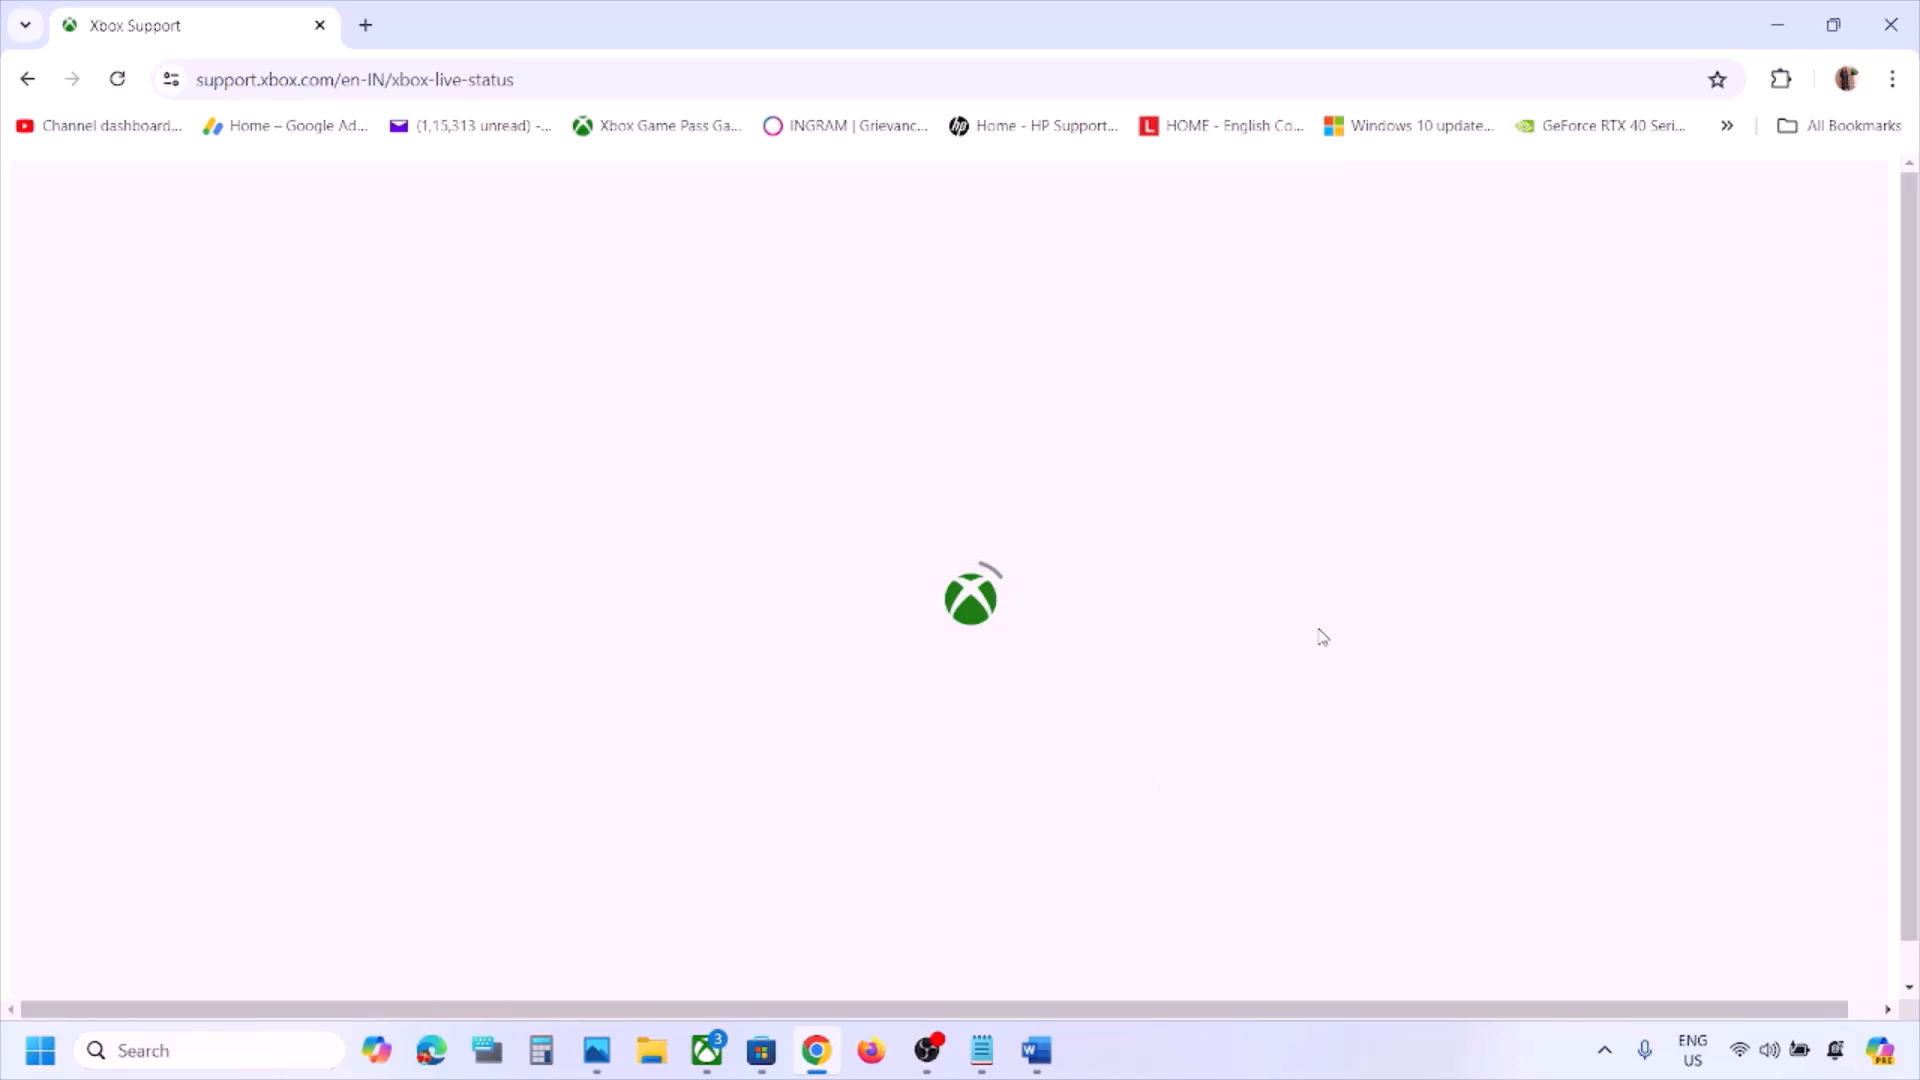 Xbox Support
support.xbox.com/en-IN/xbox-live-status
Channel dashboard... Home – Google Ad... (1,15,313 unread) -... Xbox Game Pass Ga... INGRAM | Grievanc... Home - HP Support... HOME - English Co... Windows 10 update... GeForce RTX 40 Seri... All Bookmarks
Search 3 ENG
US
PRE